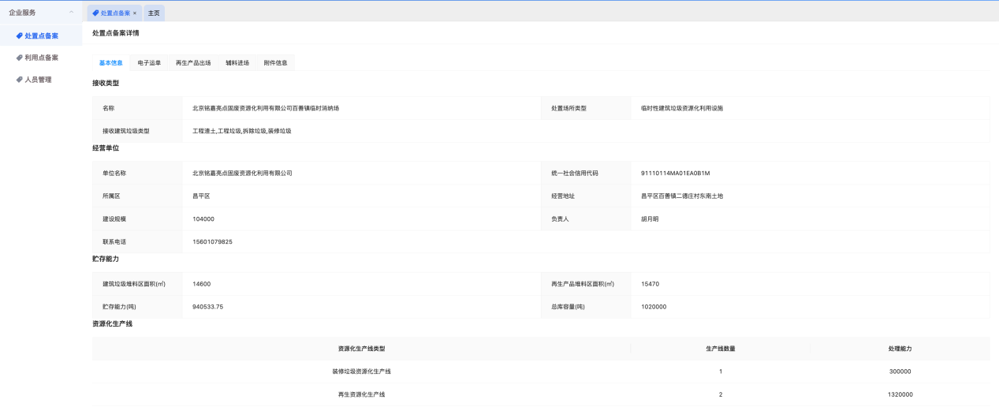 企业服务
处置点备案 × 主页
处置点备案
利用点备案
人员管理
处置点备案详情
基本信息 电子运单 再生产品出场 辅料进场 附件信息
接收类型
名称 北京铭嘉亮点固废资源化利用有限公司百善镇临时消纳场 处置场所类型 临时性建筑垃圾资源化利用设施
接收建筑垃圾类型 工程渣土,工程垃圾,拆除垃圾,装修垃圾
经营单位
单位名称 北京铭嘉亮点固废资源化利用有限公司 统一社会信用代码 91110114MA01EA0B1M
所属区 昌平区 经营地址 昌平区百善镇二德庄村东南土地
建设规模 104000 负责人 胡月明
联系电话 15601079825
贮存能力
建筑垃圾堆料区面积(㎡) 14600 再生产品堆料区面积(㎡) 15470
贮存能力(吨) 940533.75 总库容量(吨) 1020000
资源化生产线
资源化生产线类型 生产线数量 处理能力
装修垃圾资源化生产线 1 300000
再生资源化生产线 2 1320000